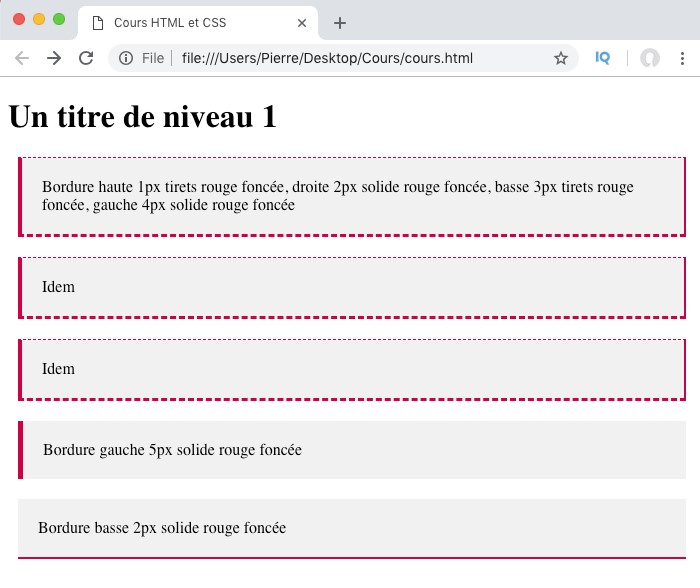 Cours HTML et CSS
File file:///Users/Pierre/Desktop/Cours/cours.html IQ
Un titre de niveau 1
Bordure haute 1px tirets rouge foncée, droite 2px solide rouge foncée, basse 3px tirets rouge
foncée, gauche 4px solide rouge foncée
Idem
Idem
Bordure gauche 5px solide rouge foncée
Bordure basse 2px solide rouge foncée